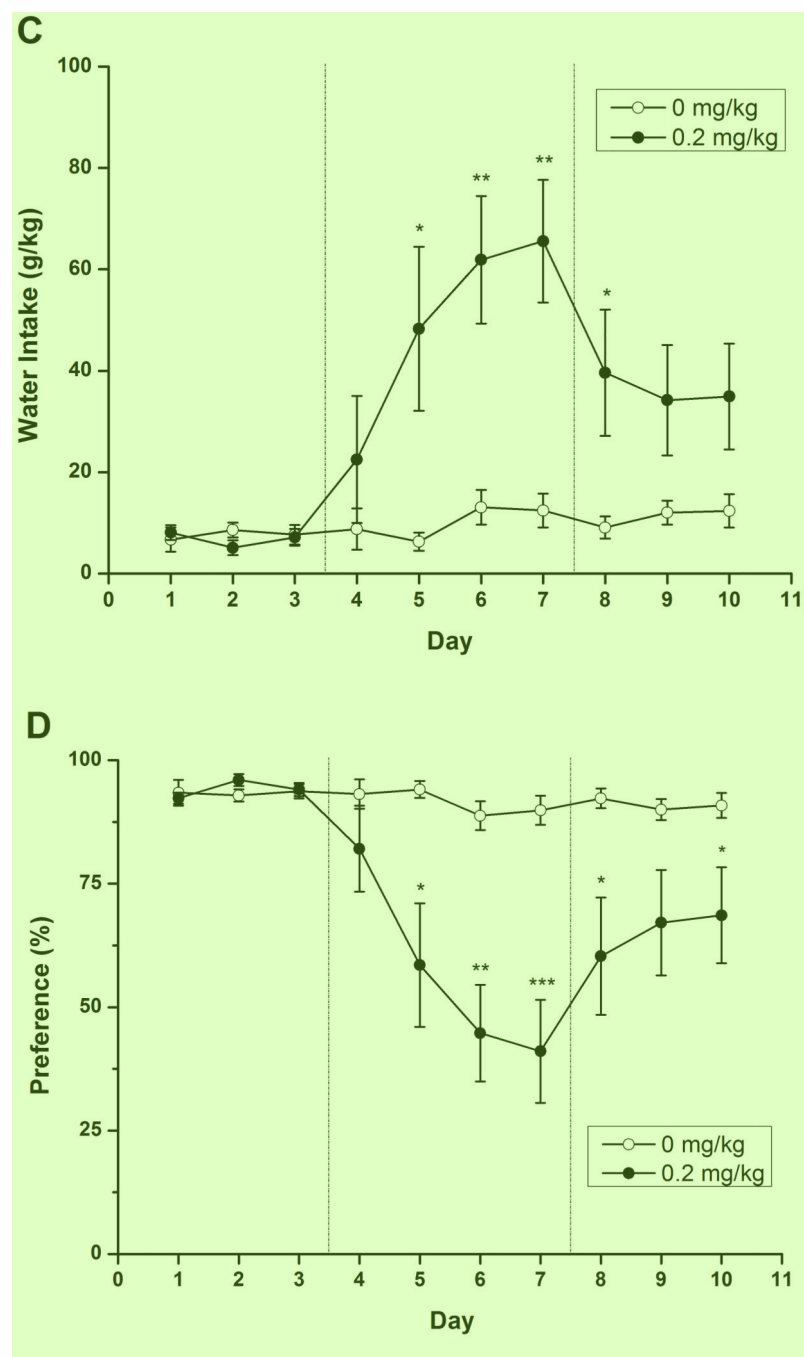 C
100
80
60
40
20
0
Water Intake (g/kg)
0 mg/kg
0.2 mg/kg
* ** ** *
0 1 2 3 4 5 6 7 8 9 10 11
Day
D
100
75
50
25
0
Preference (%)
* ** *** * *
0 mg/kg
0.2 mg/kg
0 1 2 3 4 5 6 7 8 9 10 11
Day